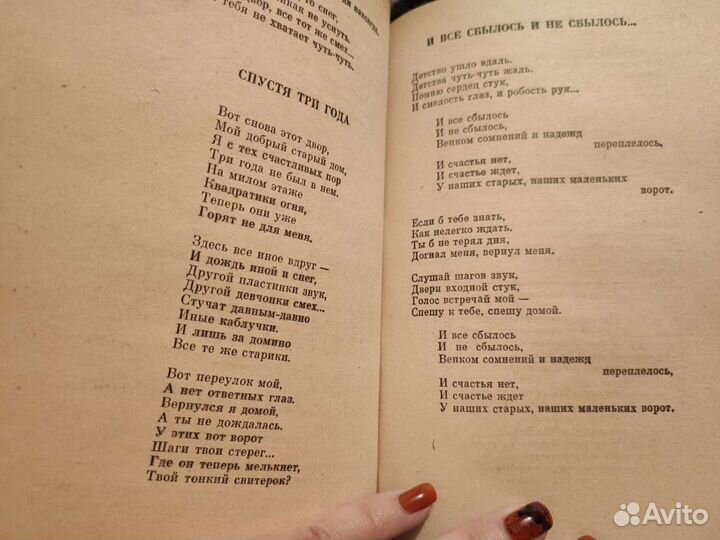 снег,
никак не уснуть.
двор, все тот же смех...
тебя не хватает чуть-чуть.
СПУСТЯ ТРИ ГОДА
Вот снова этот двор,
Мой добрый старый дом,
Я с тех счастливых пор
Три года не был в нем.
На милом этаже
Квадратики огня,
Теперь они уже
Горят не для меня.
Здесь все иное вдруг —
И дождь иной и снег,
Другой пластинки звук,
Другой девчонки смех...
Стучат давным-давно
Иные каблучки.
И лишь за домино
Все те же старики.
Вот переулок мой,
А нет ответных глаз.
Вернулся я домой,
А ты не дождалась.
У этих вот ворот
Шаги твои стерег...
Где он теперь мелькнет,
Твой тонкий свитерок?
И ВСЕ СБЫЛОСЬ И НЕ СБЫЛОСЬ...
Детство ушло вдаль.
Детства чуть-чуть жаль.
Помню сердец стук,
И смелость глаз, и робость рук...
И все сбылось
И не сбылось,
Венком сомнений и надежд
переплелось,
И счастья нет,
И счастье ждет,
У наших старых, наших маленьких
ворот.
Если б тебе знать,
Как нелегко ждать.
Ты б не терял дня,
Догнал меня, вернул меня.
Слушай шагов звук,
Двери входной стук,
Голос встречай мой —
Спешу к тебе, спешу домой.
И все сбылось
И не сбылось,
Венком сомнений и надежд
переплелось,
И счастья нет,
И счастье ждет
У наших старых, наших маленьких ворот.
Avito